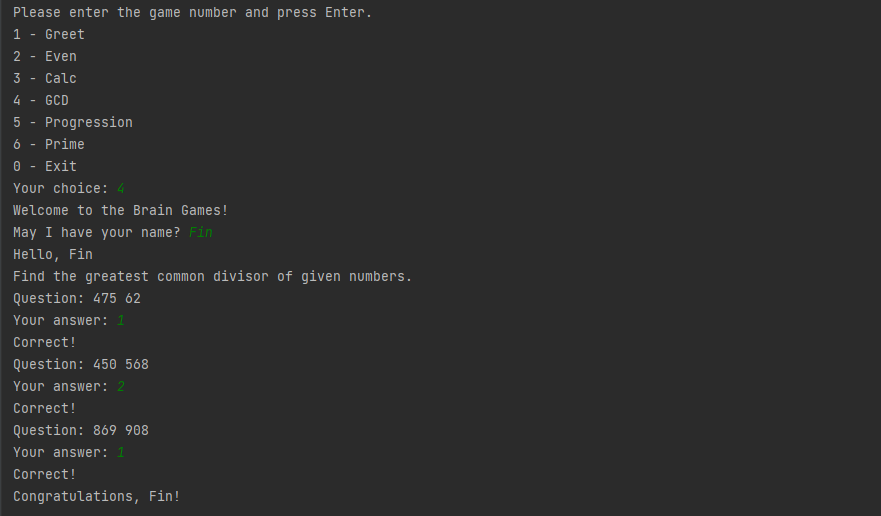 Please enter the game number and press Enter.
1 - Greet
2 - Even
3 - Calc
4 - GCD
5 - Progression
6 - Prime
0 - Exit
Your choice: 4
Welcome to the Brain Games!
May I have your name? Fin
Hello, Fin
Find the greatest common divisor of given numbers.
Question: 475 62
Your answer: 1
Correct!
Question: 450 568
Your answer: 2
Correct!
Question: 869 908
Your answer: 1
Correct!
Congratulations, Fin!